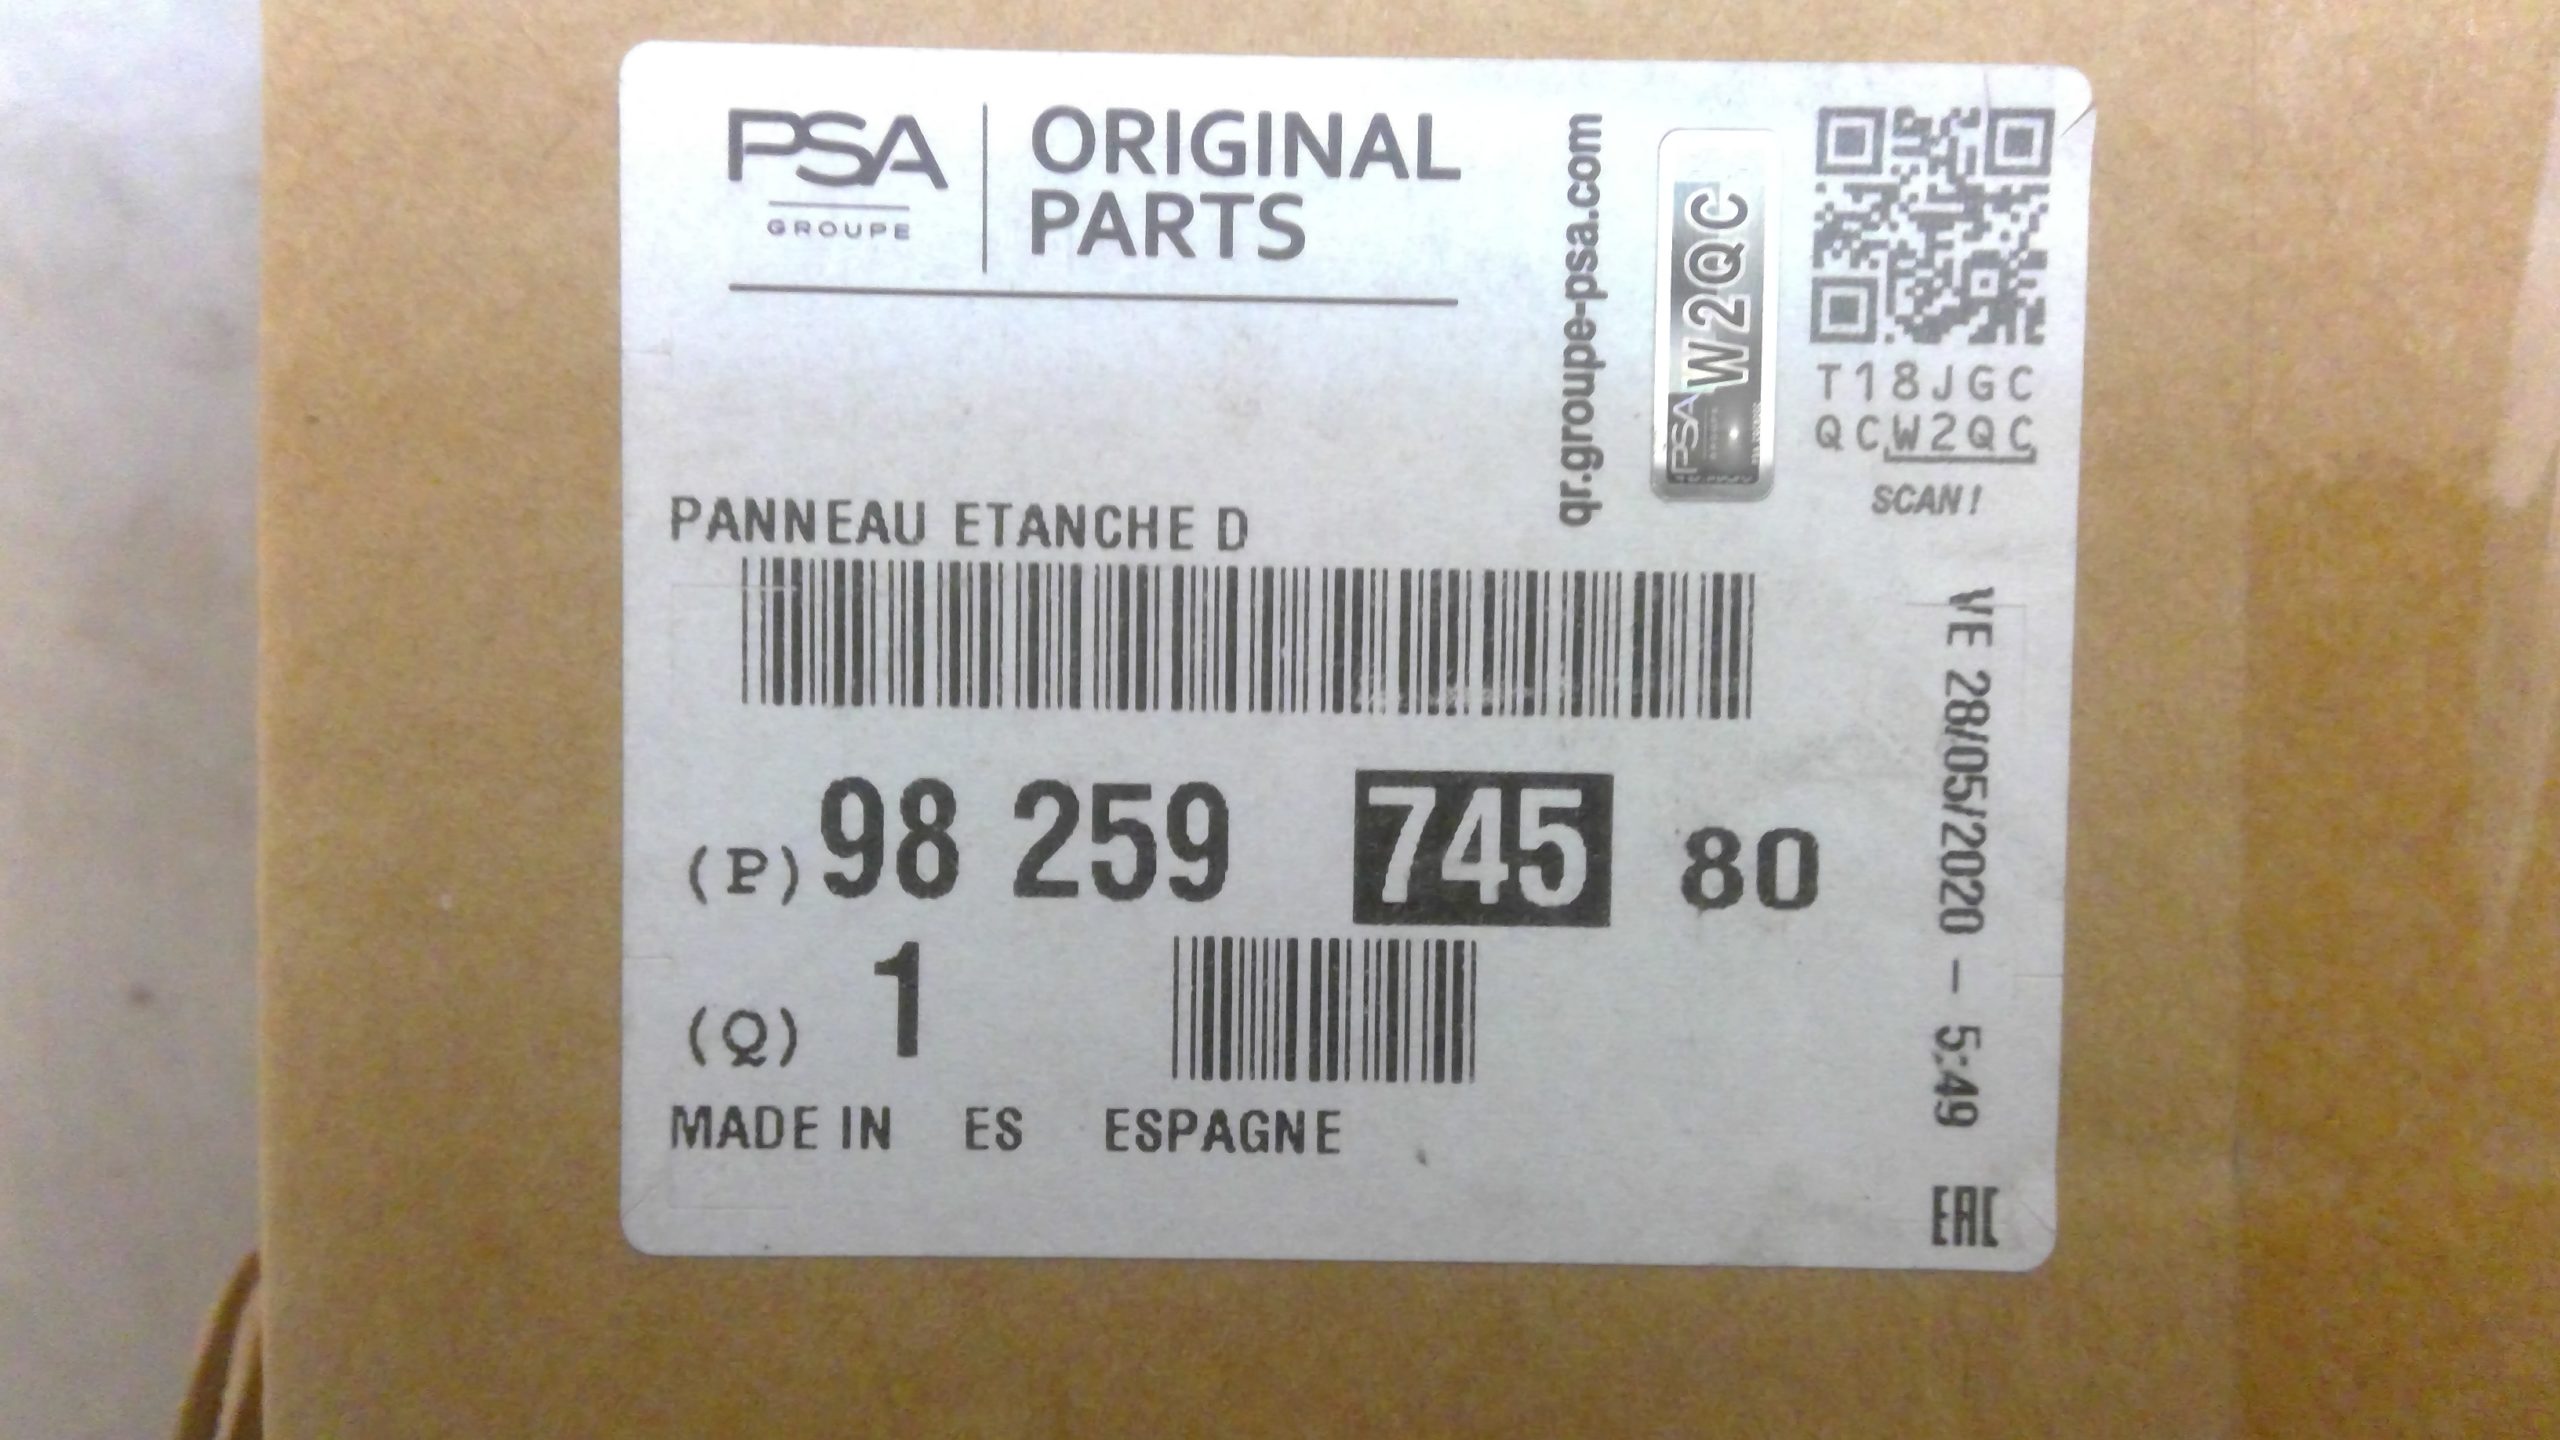 PSA
GROUPE
ORIGINAL
PARTS
qr.groupe-psa.com
PSA
W2QC
T18JGC
QCW2QC
SCAN!
PANNEAU ETANCHE D
(P) 98 259 745 80
(Q) 1
MADE IN ES ESPAGNE
VE 28/05/2020 - 5:49
EAC